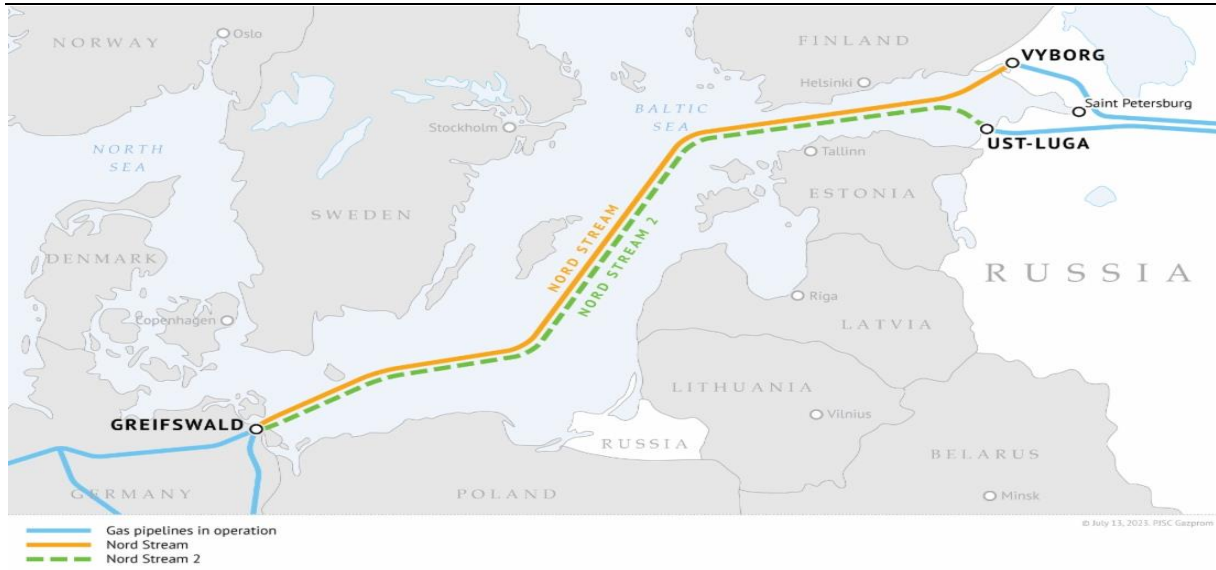 NORWAY
Oslo
FINLAND
VYBORG
Helsinki
Saint Petersburg
BALTIC
SEA
Stockholm
UST-LUGA
NORTH
SEA
Tallinn
ESTONIA
SWEDEN
NORD STREAM
NORD STREAM 2
DENMARK
RUSSIA
Riga
Copenhagen
LATVIA
LITHUANIA
GREIFSWALD
Vilnius
RUSSIA
BELARUS
GERMANY
POLAND
Minsk
Gas pipelines in operation
Nord Stream
Nord Stream 2
© July 13, 2023. PJSC Gazprom